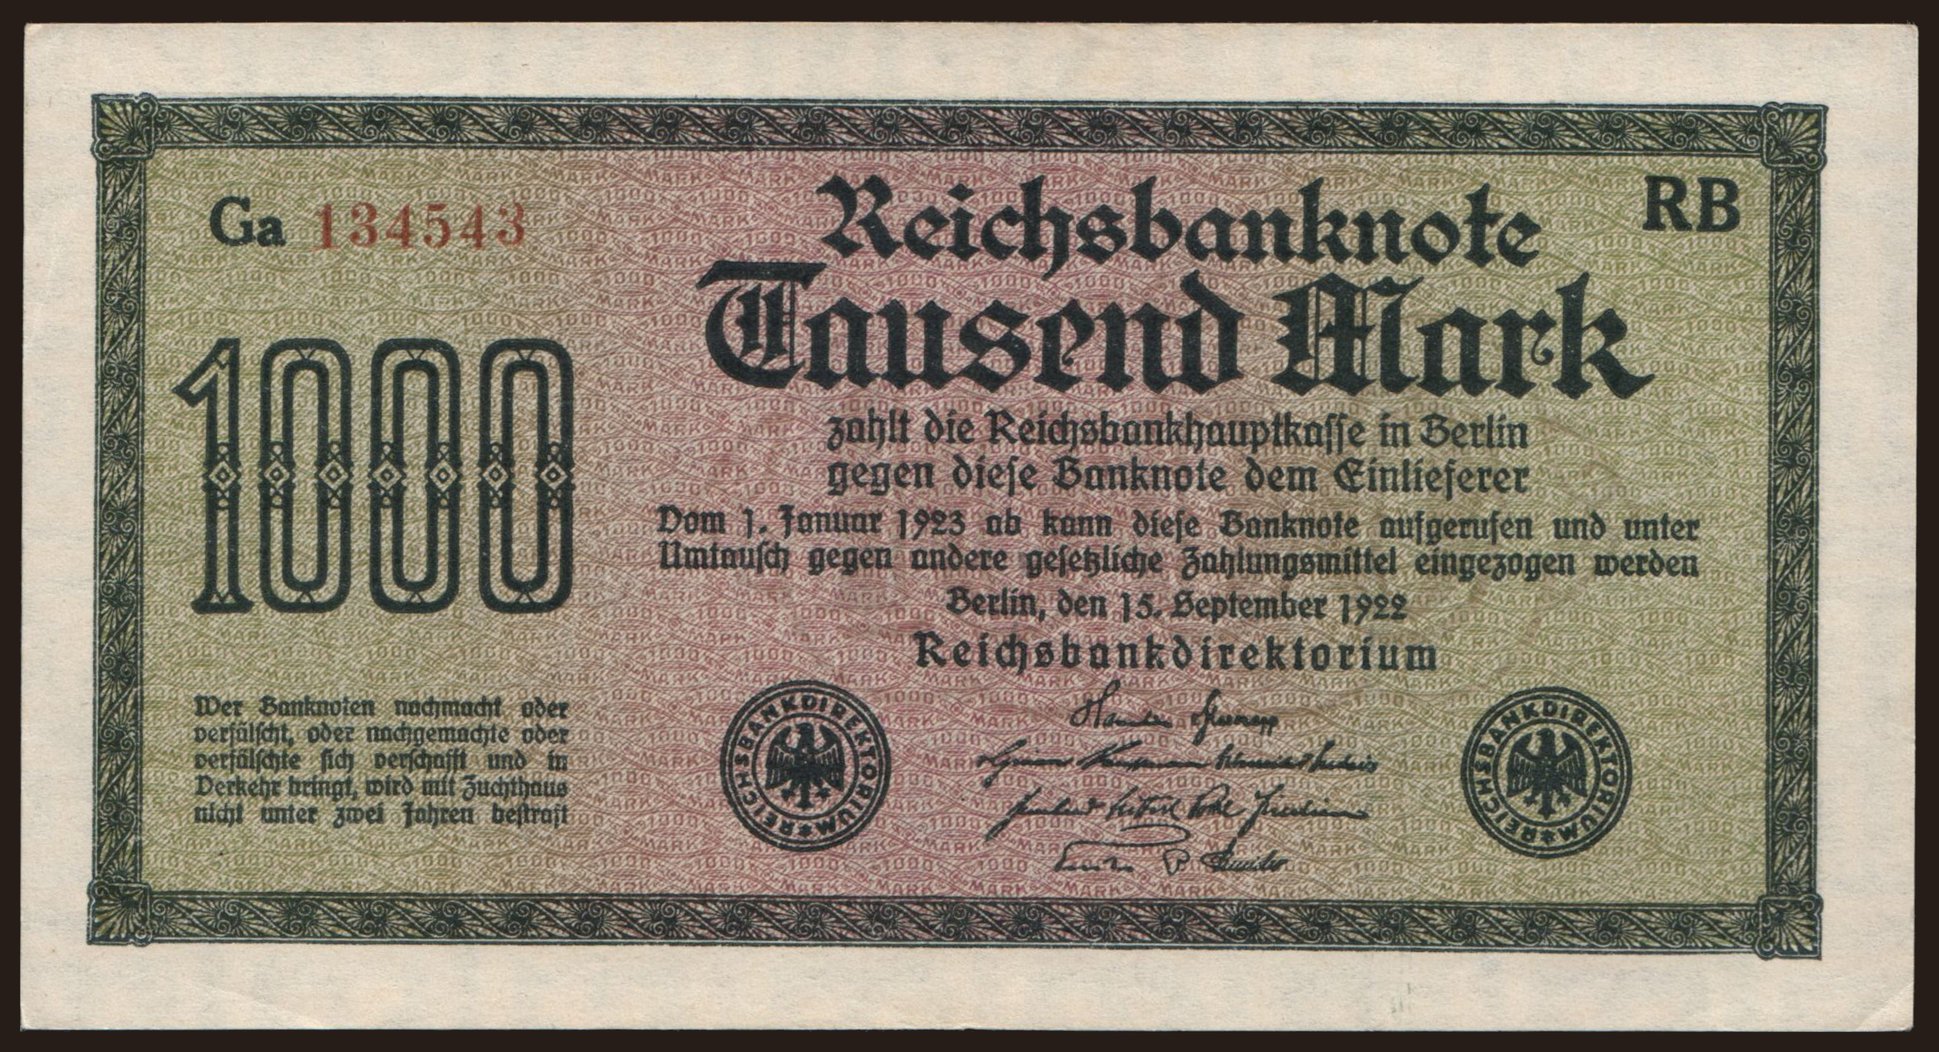 Ga 134543
RB
Reichsbanknote
Tausend Mark
1000
zahlt die Reichsbankhauptkasse in Berlin
gegen diese Banknote dem Einlieferer
Vom 1. Januar 1923 ab kann diese Banknote aufgerufen und unter
Umtausch gegen andere gesetzliche Zahlungsmittel eingezogen werden
Berlin, den 15. September 1922
Reichsbankdirektorium
Wer Banknoten nachmacht oder
verfälscht, oder nachgemachte oder
verfälschte sich verschafft und in
Verkehr bringt, wird mit Zuchthaus
nicht unter zwei Jahren bestraft
REICHSBANKDIREKTORIUM
REICHSBANKDIREKTORIUM